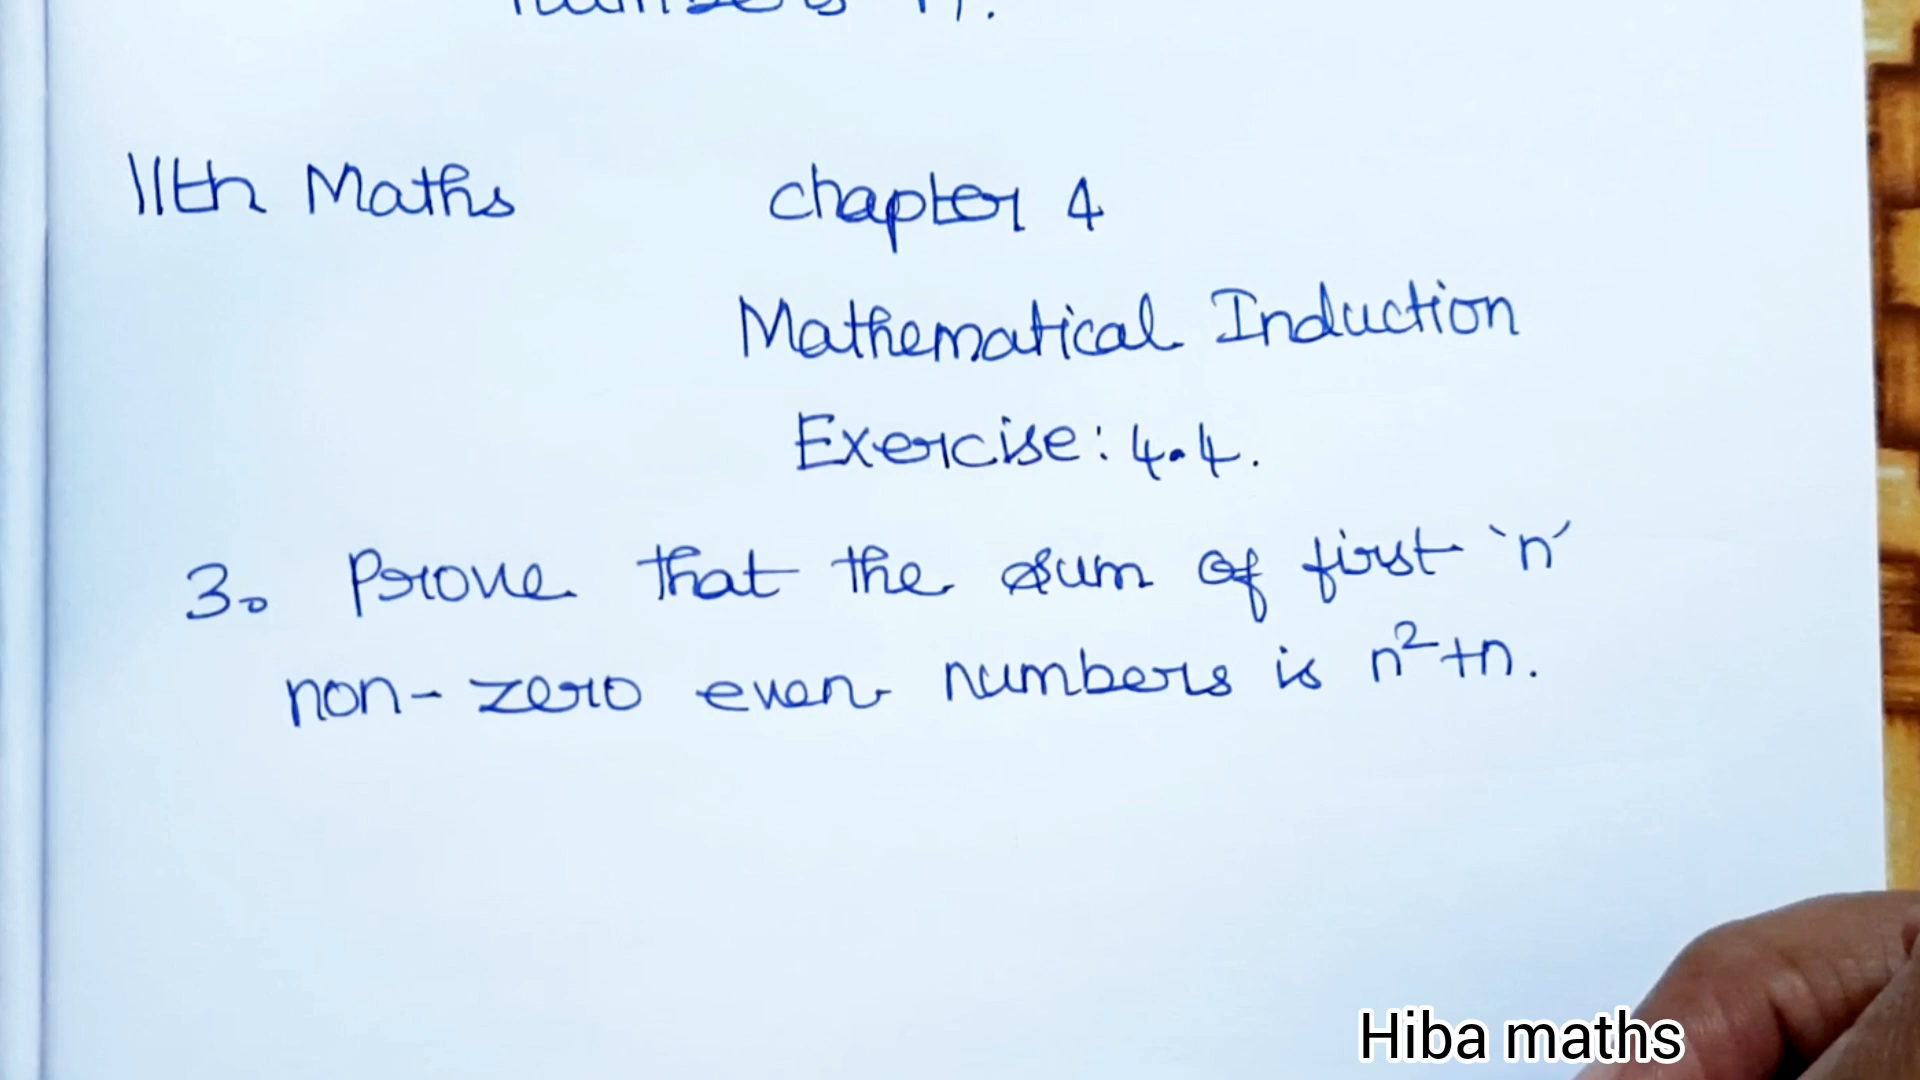 11th Maths chapter 4
Mathematical Induction
Exercise: 4.4.
3. Prove that the sum of first `n´
non-zero even numbers is n²+n.
Hiba maths